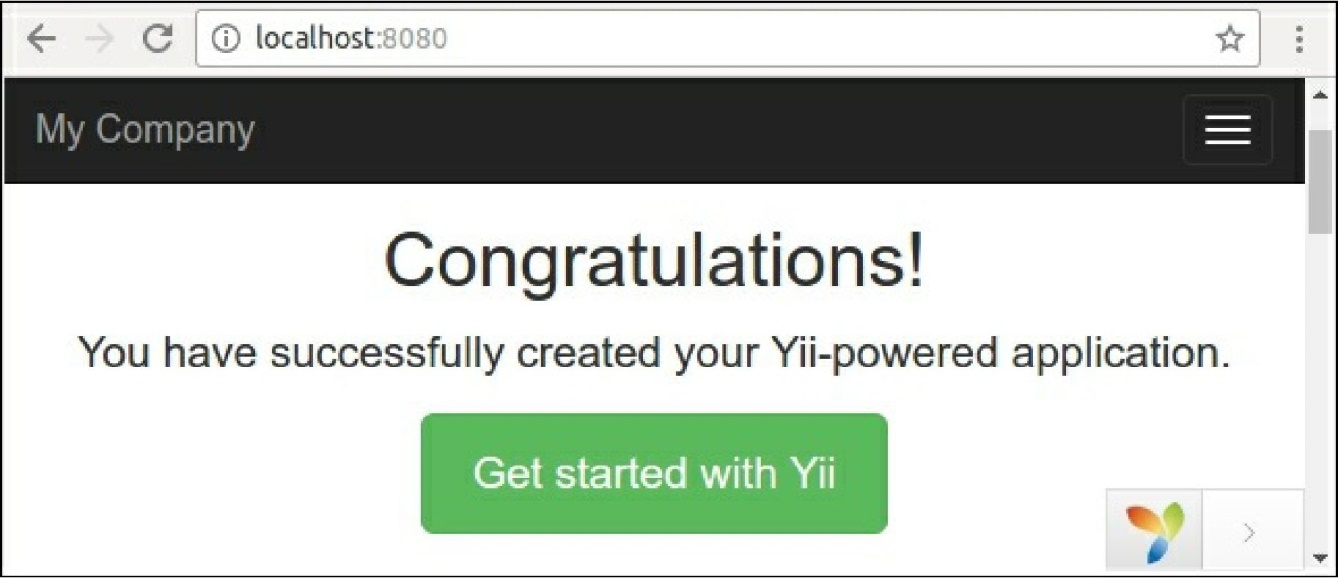 localhost:8080
My Company
Congratulations!
You have successfully created your Yii-powered application.
Get started with Yii